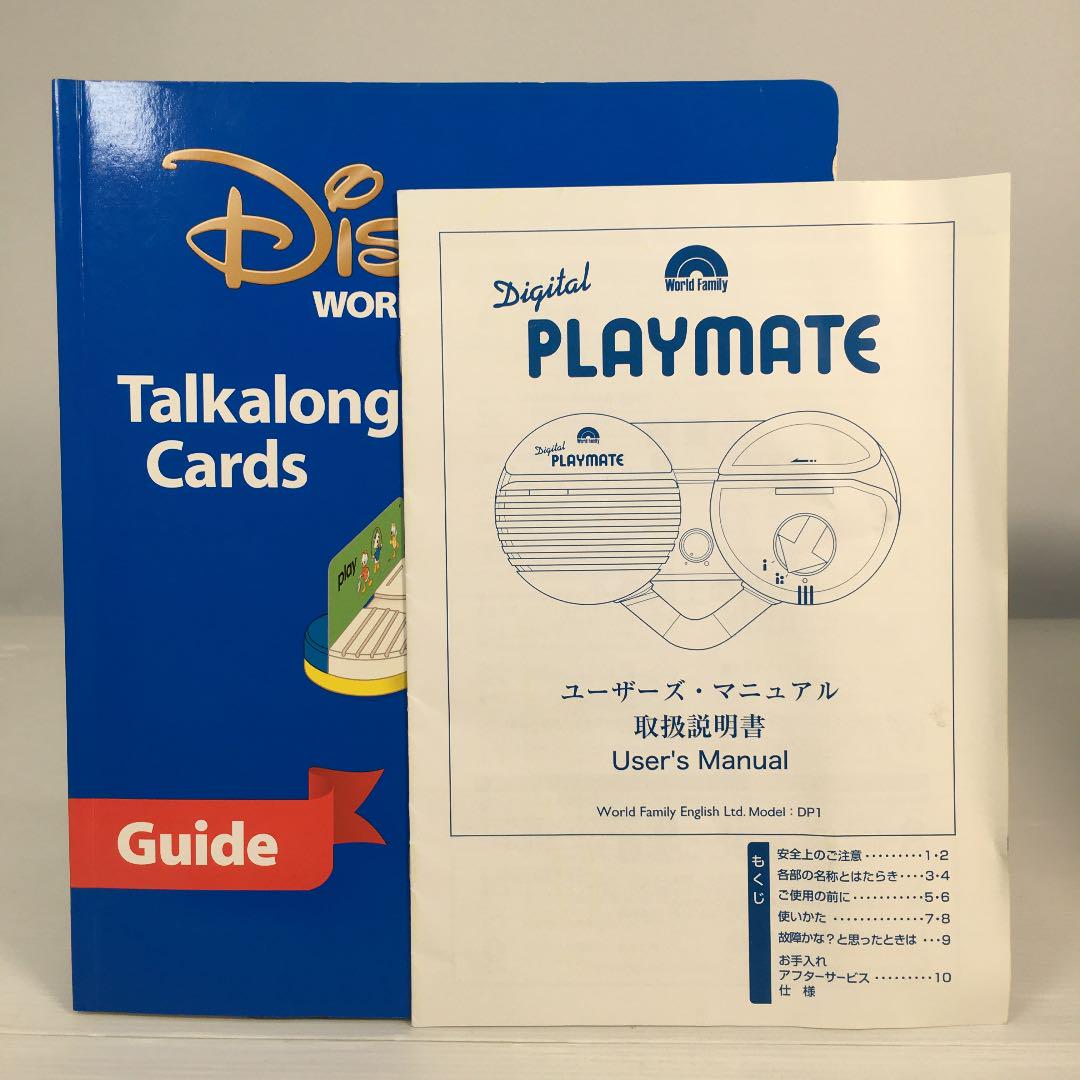 Dis
WOR
Talkalong
Cards
play
Guide
World Family
Digital
PLAYMATE
World Family
Digital
PLAYMATE
ユーザーズ・マニュアル
取扱説明書
User's Manual
World Family English Ltd. Model : DP1
もくじ
安全上のご注意・・・・・・・・・1・2
各部の名称とはたらき・・・・3・4
ご使用の前に・・・・・・・・・・・5・6
使いかた ・・・・・・・・・・・・・・7・8
故障かな？と思ったときは ・・・9
お手入れ
アフターサービス・・・・・・・・・10
仕 様